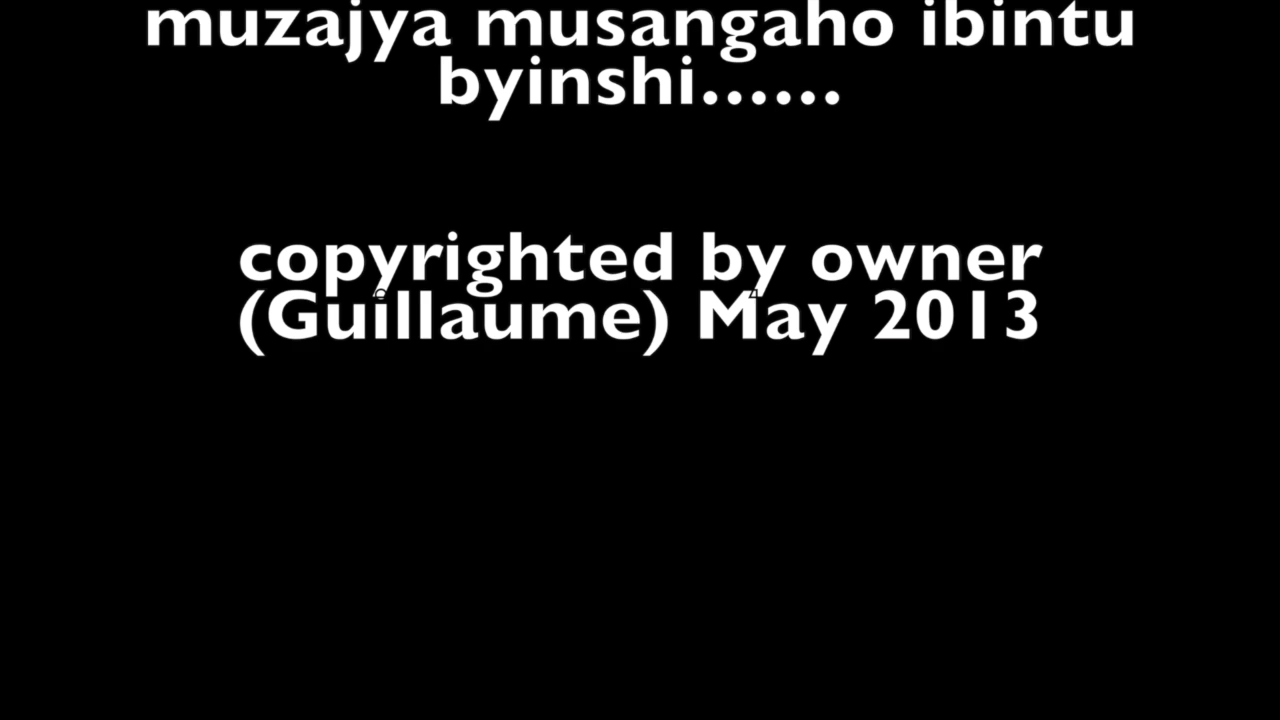 muzajya musangaho ibintu
byinshi......
copyrighted by owner
(Guillaume) May 2013